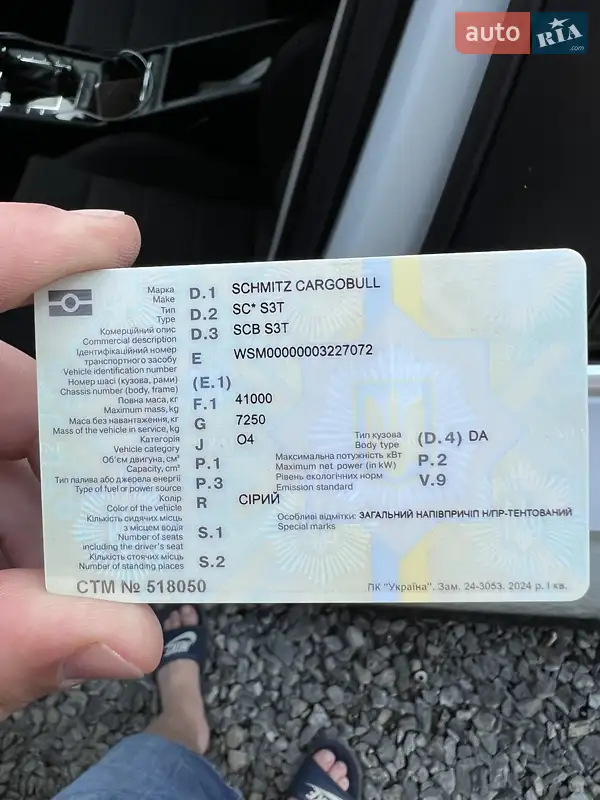 auto RIA .com
Марка
Make
D.1 SCHMITZ CARGOBULL
Тип
Type
D.2 SC* S3T
Комерційний опис
Commercial description
D.3 SCB S3T
Ідентифікаційний номер
транспортного засобу
Vehicle identification number
E WSM00000003227072
Номер шасі (кузова, рами)
Chassis number (body, frame)
(E.1)
Повна маса, кг
Maximum mass, kg
F.1 41000
Маса без навантаження, кг
Mass of the vehicle in service, kg
G 7250
Категорія
Vehicle category
J O4
Тип кузова
Body type
(D.4) DA
Об'єм двигуна, см³
Capacity, cm³
P.1
Максимальна потужність кВт
Maximum net power (in kW)
P.2
Тип палива або джерела енергії
Type of fuel or power source
P.3
Рівень екологічних норм
Emission standard
V.9
Колір
Color of the vehicle
R СІРИЙ
Особливі відмітки: ЗАГАЛЬНИЙ НАПІВПРИЧІП Н/ПР-ТЕНТОВАНИЙ
Special marks
Кількість сидячих місць
з місцем водія
Number of seats
including the driver's seat
S.1
Кількість стоячих місць
Number of standing places
S.2
СТМ № 518050
ПК "Україна". Зам. 24-3053. 2024 р. I кв.